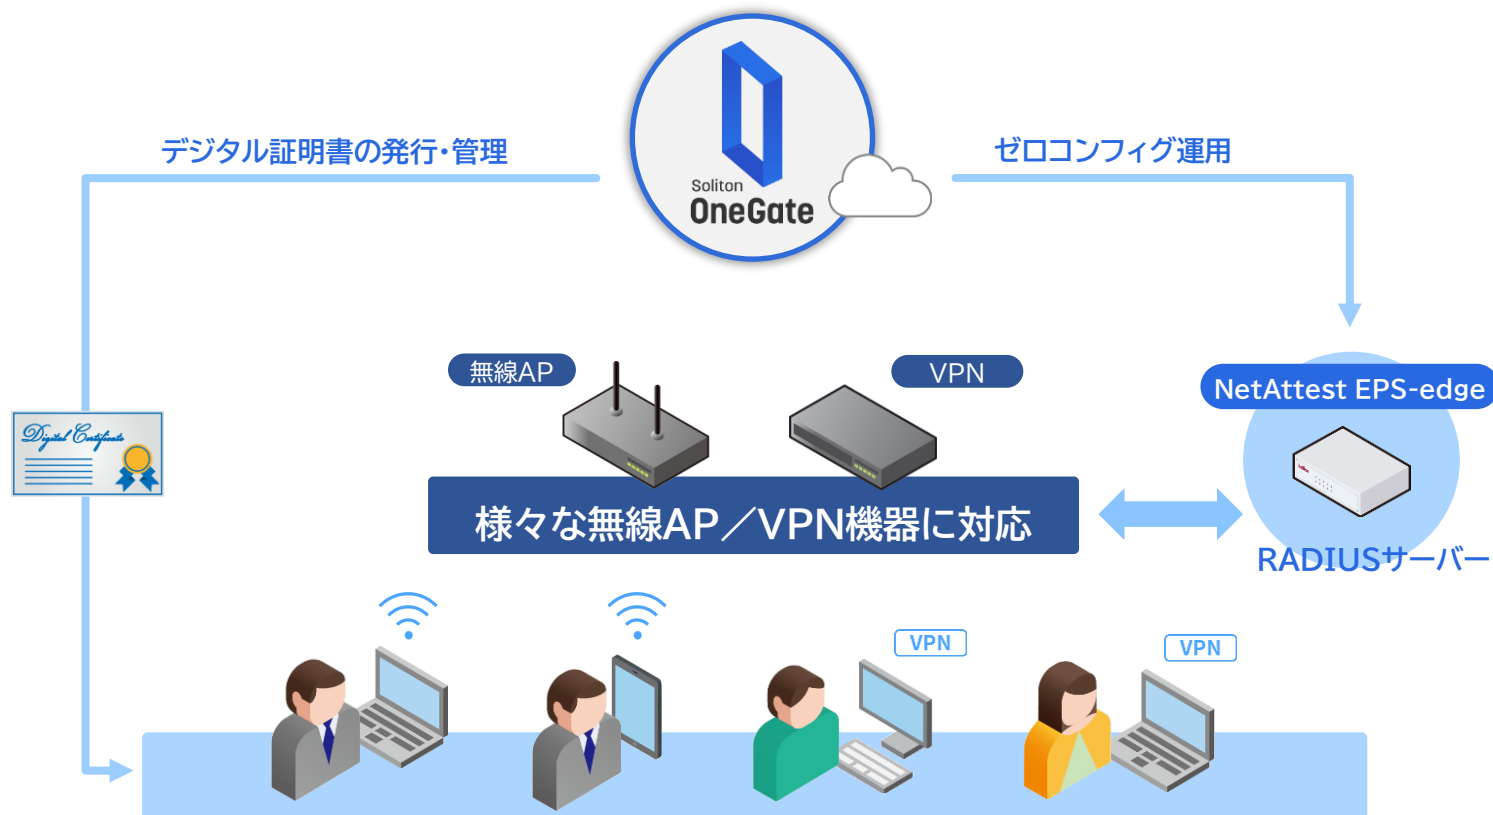 Soliton
OneGate
デジタル証明書の発行・管理
ゼロコンフィグ運用
無線AP
VPN
NetAttest EPS-edge
Digital Certificate
様々な無線AP／VPN機器に対応
RADIUSサーバー
VPN
VPN